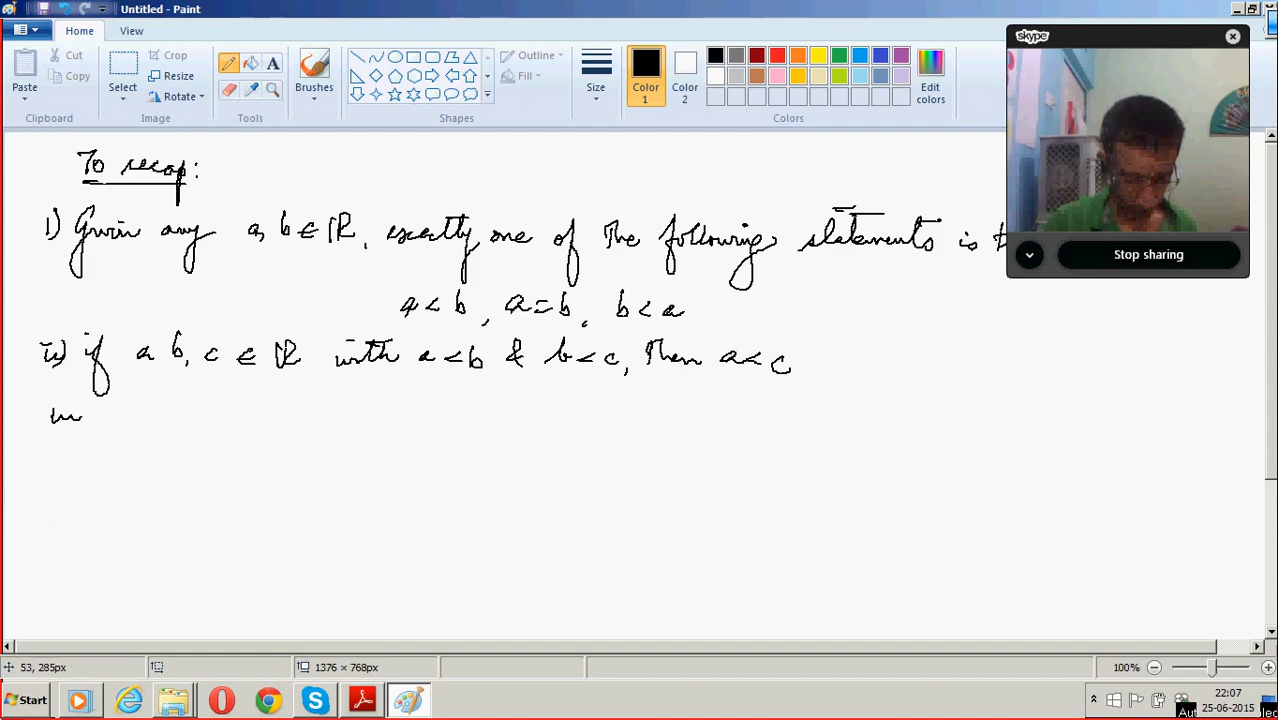 Untitled - Paint
Home View
Paste Cut Copy Clipboard
Select Crop Resize Rotate Image
Tools
Brushes
Shapes
Outline Fill
Size
Color 1 Color 2 Colors
Edit colors
skype
Stop sharing
To recap:
i) Given any a, b ∈ ℝ, exactly one of the following statements is t
a < b, a = b, b < a
ii) if a b, c ∈ ℝ with a < b & b < c, then a < c
53, 285px 1376 × 768px 100%
Start 22:07
25-06-2015